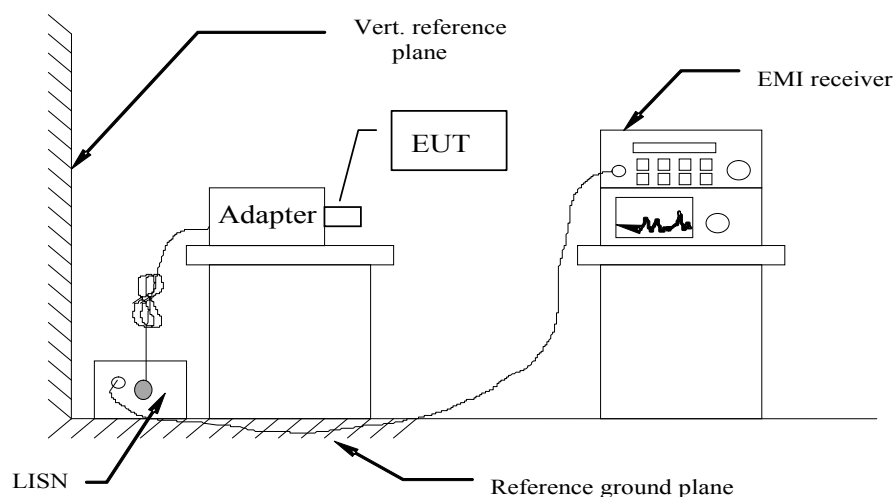 Vert. reference
plane
EMI receiver
EUT
Adapter
LISN
Reference ground plane